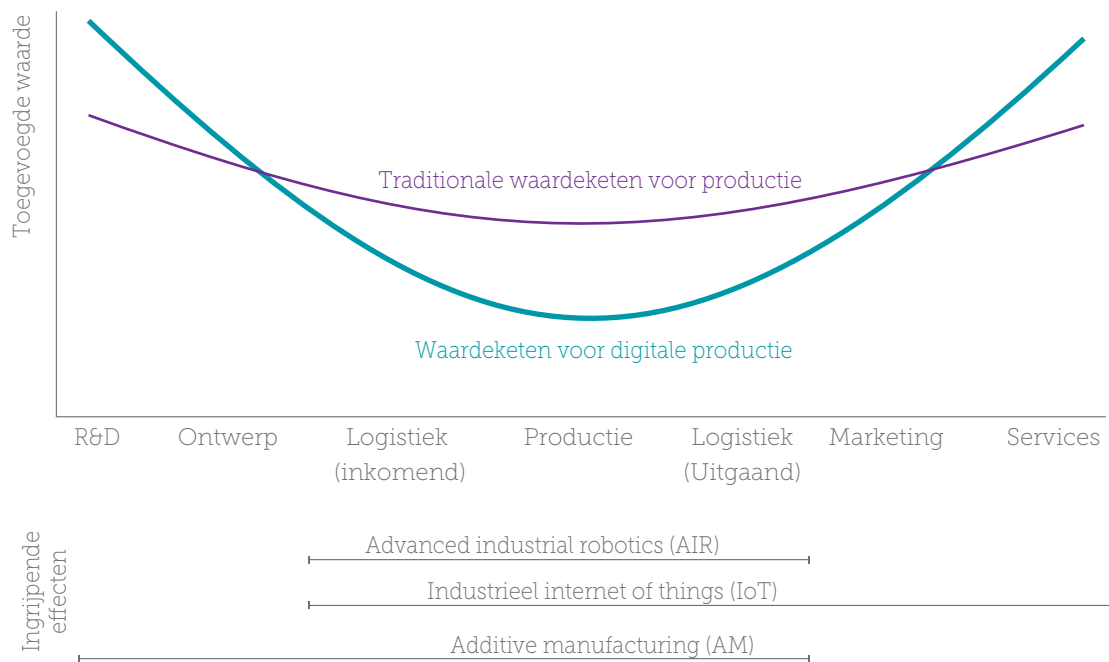 Toegevoegde waarde
Traditionale waardeketen voor productie
Waardeketen voor digitale productie
R&D
Ontwerp
Logistiek
(inkomend)
Productie
Logistiek
(Uitgaand)
Marketing
Services
Ingrijpende
effecten
Advanced industrial robotics (AIR)
Industrieel internet of things (IoT)
Additive manufacturing (AM)